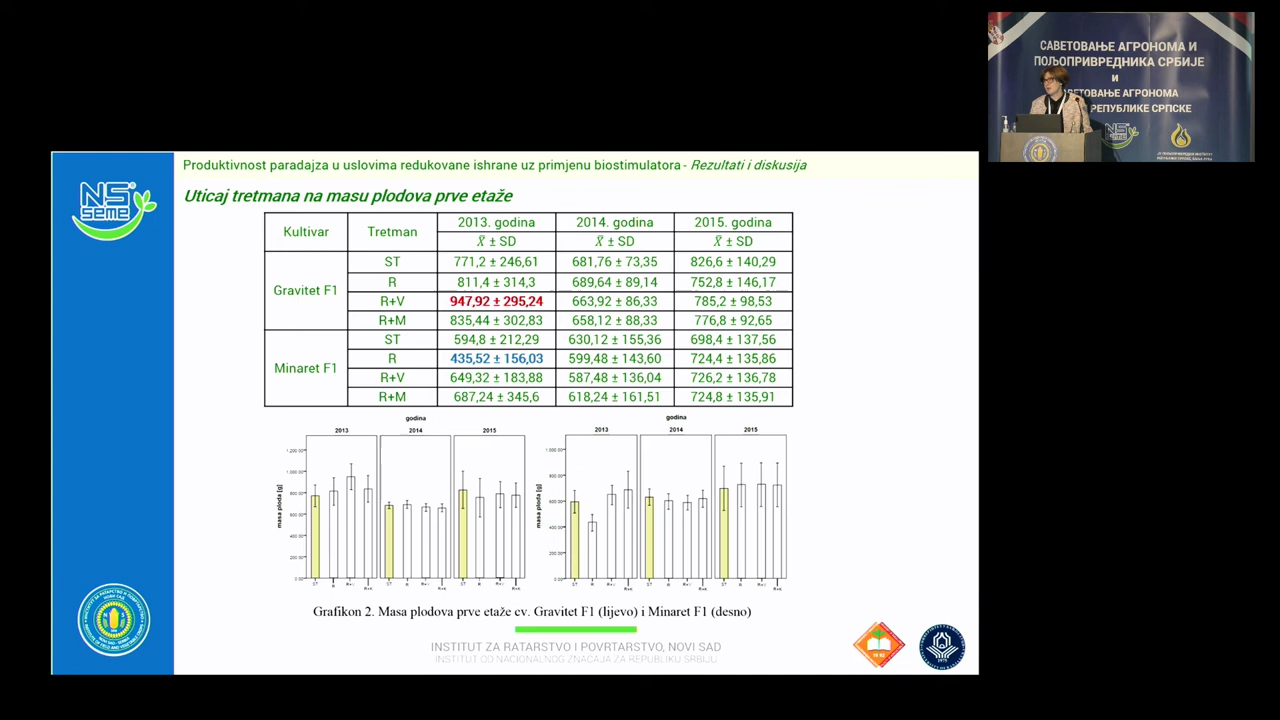 САВЕТОВАЊЕ АГРОНОМА И
ПОЉОПРИВРЕДНИКА СРБИЈЕ
И
САВЕТОВАЊЕ АГРОНОМА
РЕПУБЛИКЕ СРПСКЕ
NS
Produktivnost paradajza u uslovima redukovane ishrane uz primjenu biostimulatora - Rezultati i diskusija
NS®
seme
Uticaj tretmana na masu plodova prve etaže
Kultivar Tretman 2013. godina 2014. godina 2015. godina
X̄ ± SD X̄ ± SD X̄ ± SD
Gravitet F1
ST 771,2 ± 246,61 681,76 ± 73,35 826,6 ± 140,29
R 811,4 ± 314,3 689,64 ± 89,14 752,8 ± 146,17
R+V 947,92 ± 295,24 663,92 ± 86,33 785,2 ± 98,53
R+M 835,44 ± 302,83 658,12 ± 88,33 776,8 ± 92,65
Minaret F1
ST 594,8 ± 212,29 630,12 ± 155,36 698,4 ± 137,56
R 435,52 ± 156,03 599,48 ± 143,60 724,4 ± 135,86
R+V 649,32 ± 183,88 587,48 ± 136,04 726,2 ± 136,78
R+M 687,24 ± 345,6 618,24 ± 161,51 724,8 ± 135,91
godina
2013 2014 2015
masa ploda [g]
godina
2013 2014 2015
masa ploda [g]
Grafikon 2. Masa plodova prve etaže cv. Gravitet F1 (lijevo) i Minaret F1 (desno)
INSTITUT ZA RATARSTVO I POVRTARSTVO, NOVI SAD
INSTITUT OD NACIONALNOG ZNAČAJA ZA REPUBLIKU SRBIJU